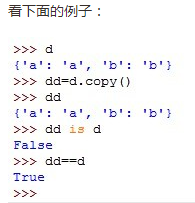 看下面的例子：
>>> d
{'a': 'a', 'b': 'b'}
>>> dd=d.copy()
>>> dd
{'a': 'a', 'b': 'b'}
>>> dd is d
False
>>> dd==d
True
>>>